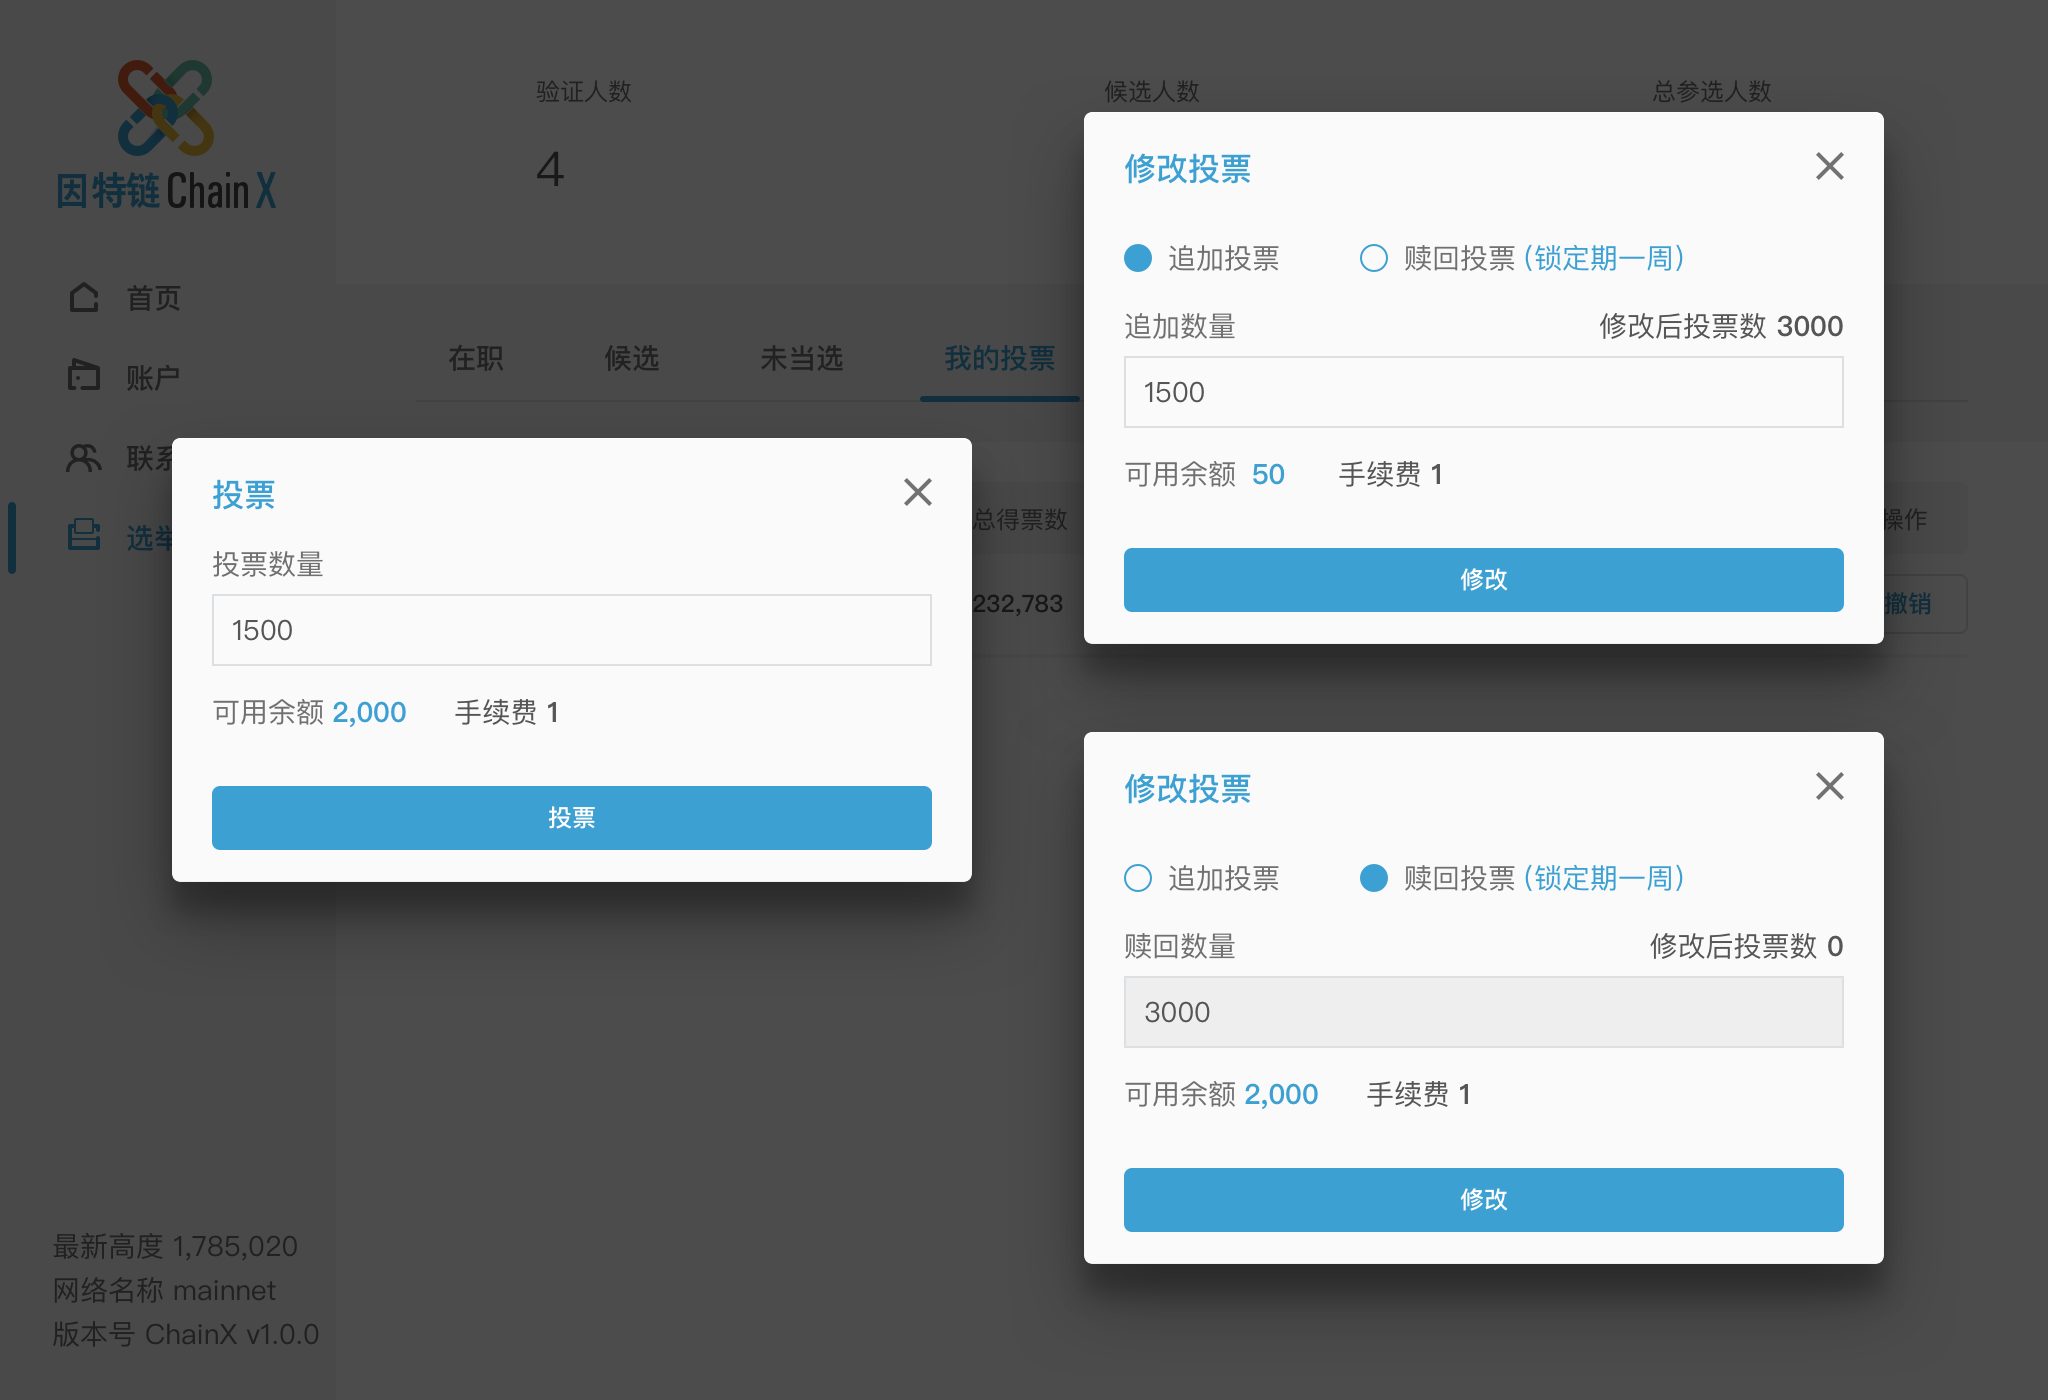 因特链ChainX
首页
账户
联系
选举
最新高度 1,785,020
网络名称 mainnet
版本号 ChainX v1.0.0
验证人数
候选人数
总参选人数
4
在职
候选
未当选
我的投票
总得票数
操作
232,783
撤销
投票
投票数量
1500
可用余额 2,000 手续费 1
投票
修改投票
追加投票 赎回投票 (锁定期一周)
追加数量 修改后投票数 3000
1500
可用余额 50 手续费 1
修改
修改投票
追加投票 赎回投票 (锁定期一周)
赎回数量 修改后投票数 0
3000
可用余额 2,000 手续费 1
修改